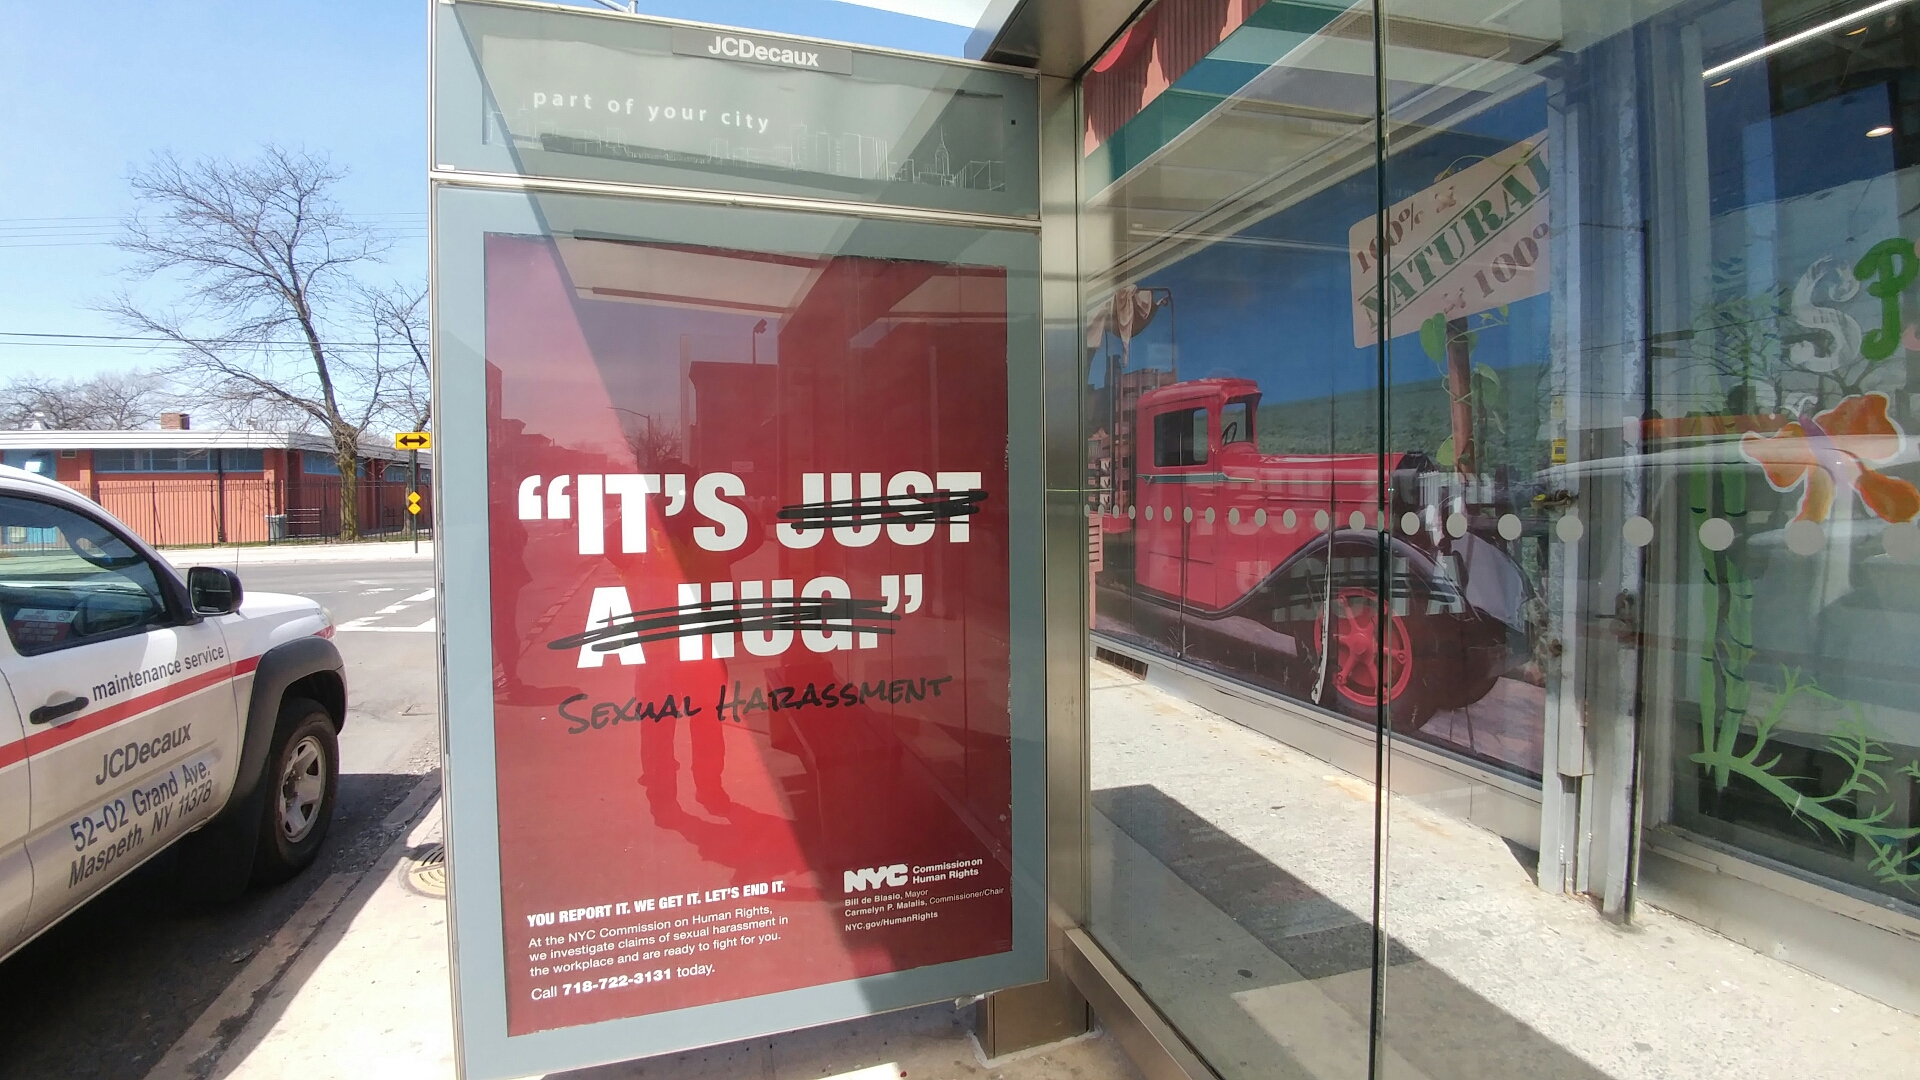 JCDecaux
part of your city
“IT’S JUST
A HUG.”
SEXUAL HARASSMENT
YOU REPORT IT. WE GET IT. LET’S END IT.
At the NYC Commission on Human Rights,
we investigate claims of sexual harassment in
the workplace and are ready to fight for you.
Call 718-722-3131 today.
NYC Commission on
Human Rights
Bill de Blasio, Mayor
Carmelyn P. Malalis, Commissioner/Chair
NYC.gov/HumanRights
maintenance service
JCDecaux
52-02 Grand Ave.
Maspeth, NY 11378
100%
NATURAL
100%
SP